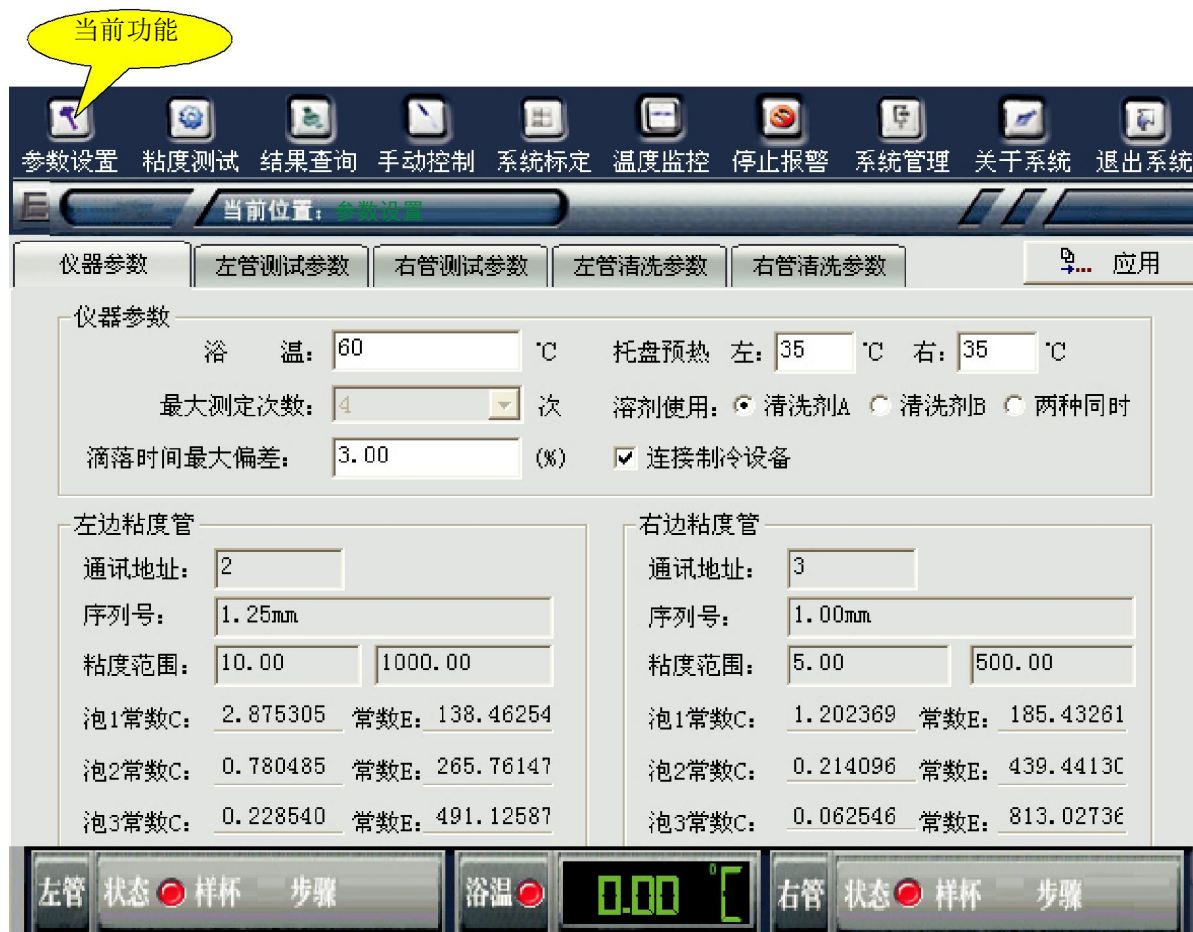 当前功能
参数设置 粘度测试 结果查询 手动控制 系统标定 温度监控 停止报警 系统管理 关于系统 退出系统
当前位置：参数设置
仪器参数 左管测试参数 右管测试参数 左管清洗参数 右管清洗参数 应用
仪器参数
浴 温： 60 ℃ 托盘预热 左： 35 ℃ 右： 35 ℃
最大测定次数： 4 次 溶剂使用： 清洗剂A 清洗剂B 两种同时
滴落时间最大偏差： 3.00 (%) 连接制冷设备
左边粘度管 右边粘度管
通讯地址： 2 通讯地址： 3
序列号： 1.25mm 序列号： 1.00mm
粘度范围： 10.00 1000.00 粘度范围： 5.00 500.00
泡1常数C： 2.875305 常数E： 138.46254 泡1常数C： 1.202369 常数E： 185.43261
泡2常数C： 0.780485 常数E： 265.76147 泡2常数C： 0.214096 常数E： 439.4413
泡3常数C： 0.228540 常数E： 491.12587 泡3常数C： 0.062546 常数E： 813.02736
左管 状态 样杯 步骤 浴温 0.00 ℃ 右管 状态 样杯 步骤